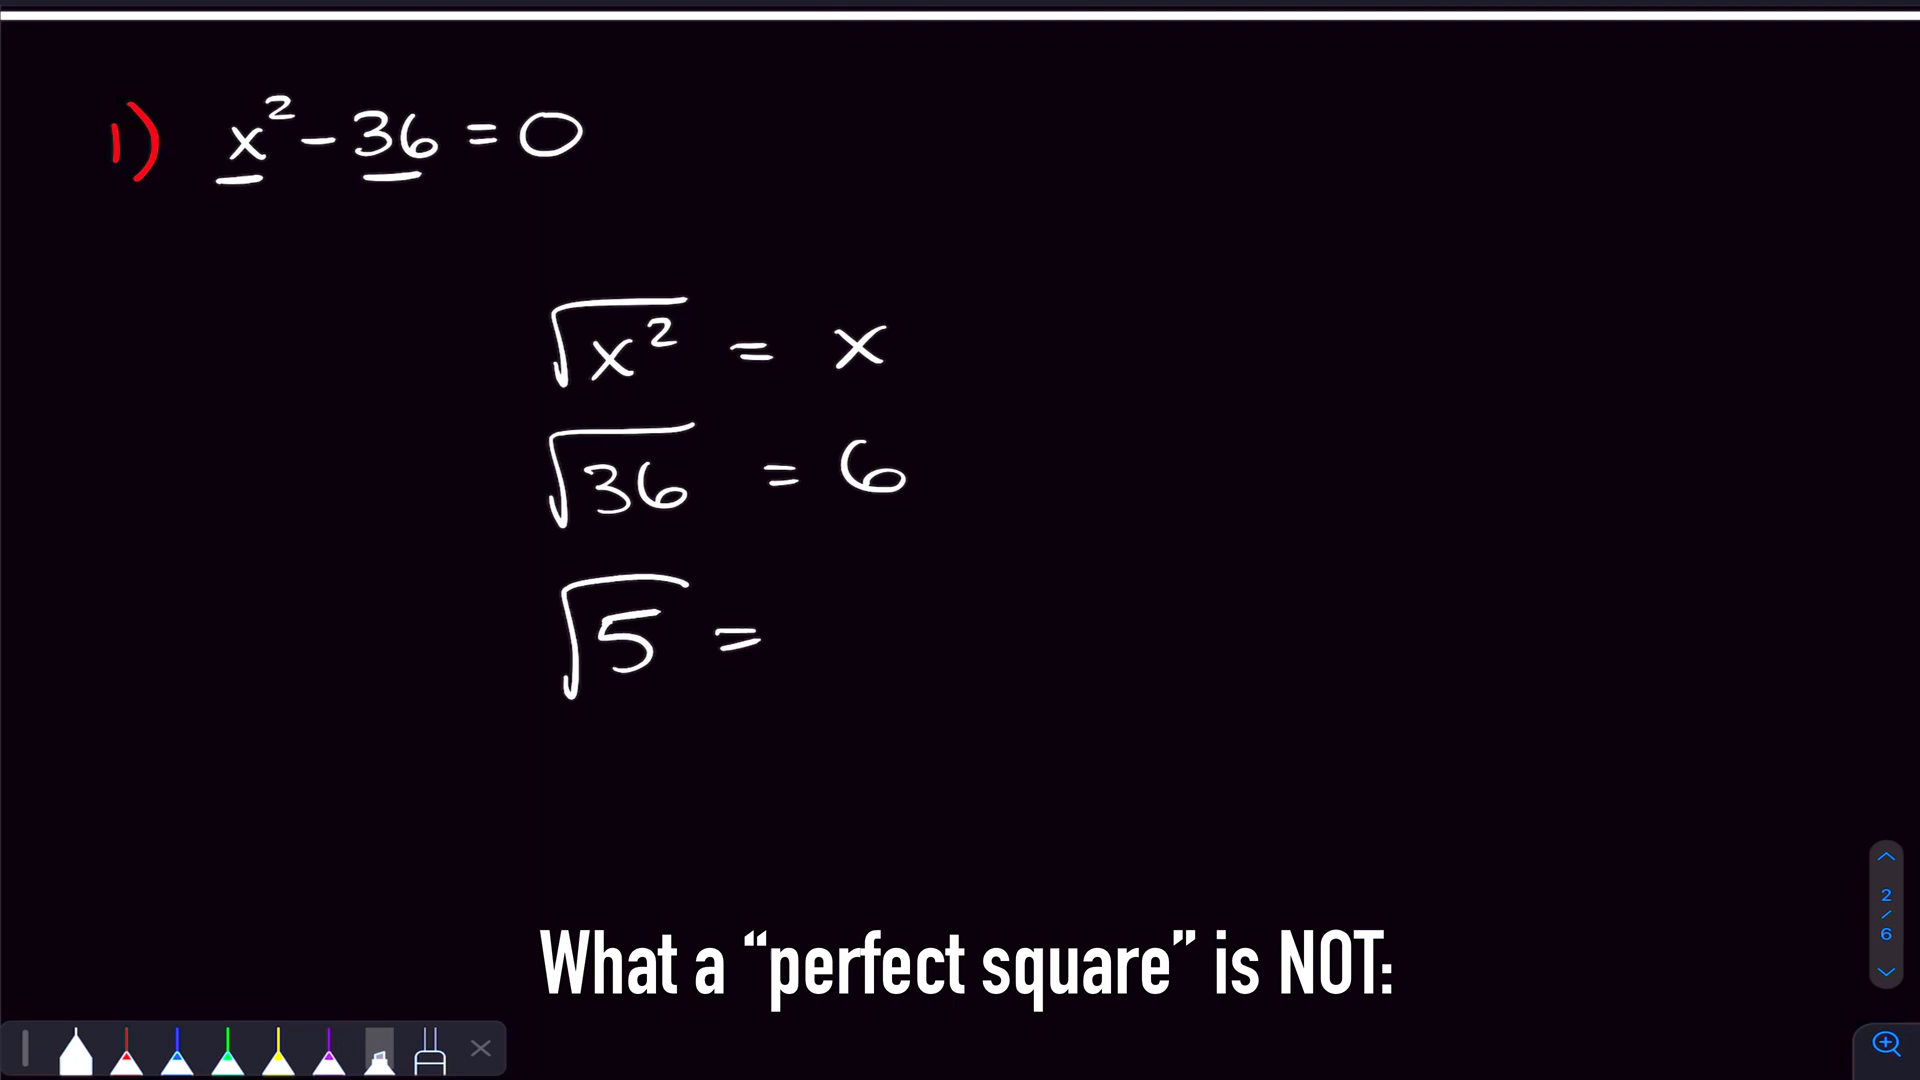 1) x² - 36 = 0
√x² = x
√36 = 6
√5 =
What a “perfect square” is NOT:
2
/
6